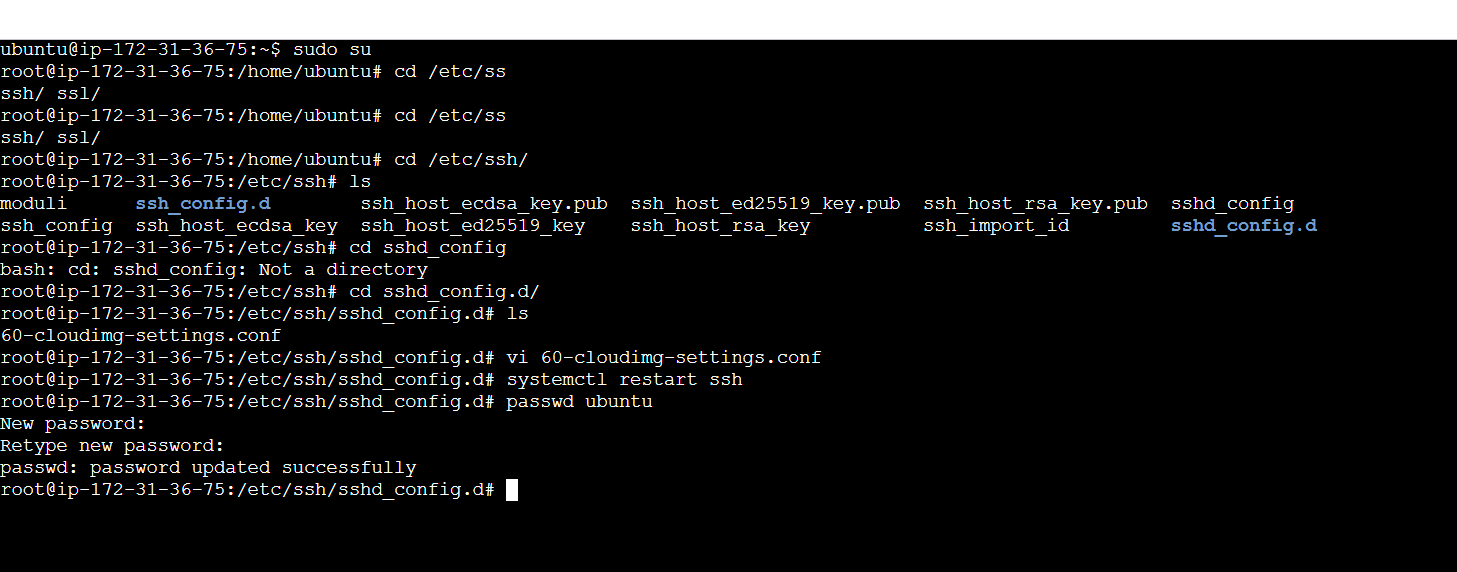 ubuntu@ip-172-31-36-75:~$ sudo su
root@ip-172-31-36-75:/home/ubuntu# cd /etc/ss
ssh/ ssl/
root@ip-172-31-36-75:/home/ubuntu# cd /etc/ss
ssh/ ssl/
root@ip-172-31-36-75:/home/ubuntu# cd /etc/ssh/
root@ip-172-31-36-75:/etc/ssh# ls
moduli      ssh_config.d        ssh_host_ecdsa_key.pub  ssh_host_ed25519_key.pub  ssh_host_rsa_key.pub  sshd_config
ssh_config  ssh_host_ecdsa_key  ssh_host_ed25519_key    ssh_host_rsa_key          ssh_import_id         sshd_config.d
root@ip-172-31-36-75:/etc/ssh# cd sshd_config
bash: cd: sshd_config: Not a directory
root@ip-172-31-36-75:/etc/ssh# cd sshd_config.d/
root@ip-172-31-36-75:/etc/ssh/sshd_config.d# ls
60-cloudimg-settings.conf
root@ip-172-31-36-75:/etc/ssh/sshd_config.d# vi 60-cloudimg-settings.conf
root@ip-172-31-36-75:/etc/ssh/sshd_config.d# systemctl restart ssh
root@ip-172-31-36-75:/etc/ssh/sshd_config.d# passwd ubuntu
New password:
Retype new password:
passwd: password updated successfully
root@ip-172-31-36-75:/etc/ssh/sshd_config.d#